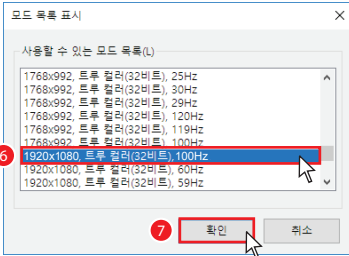 모드 목록 표시
사용할 수 있는 모드 목록(L)
1768x992, 트루 컬러(32비트), 25Hz
1768x992, 트루 컬러(32비트), 30Hz
1768x992, 트루 컬러(32비트), 29Hz
1768x992, 트루 컬러(32비트), 120Hz
1768x992, 트루 컬러(32비트), 119Hz
1768x992, 트루 컬러(32비트), 100Hz
6 1920x1080, 트루 컬러(32비트), 100Hz
1920x1080, 트루 컬러(32비트), 60Hz
1920x1080, 트루 컬러(32비트), 59Hz
7 확인 취소